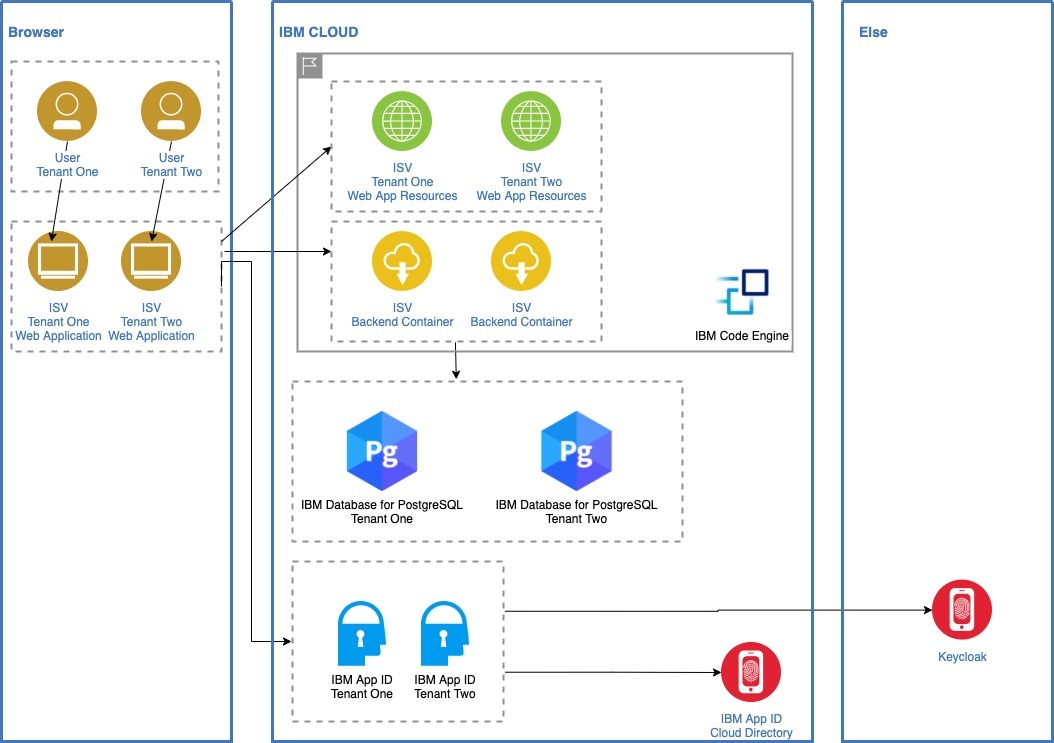 Browser
IBM CLOUD
Else
User
Tenant One
User
Tenant Two
ISV
Tenant One
Web App Resources
ISV
Tenant Two
Web App Resources
ISV
Tenant One
Web Application
ISV
Tenant Two
Web Application
ISV
Backend Container
ISV
Backend Container
IBM Code Engine
Pg
IBM Database for PostgreSQL
Tenant One
Pg
IBM Database for PostgreSQL
Tenant Two
IBM App ID
Tenant One
IBM App ID
Tenant Two
Keycloak
IBM App ID
Cloud Directory